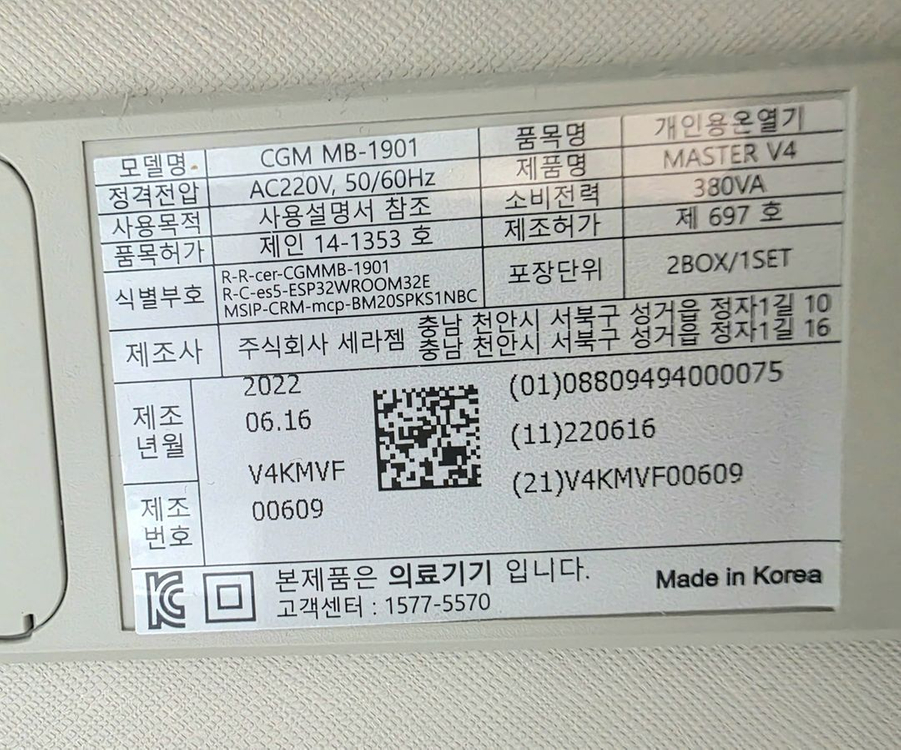 모델명 CGM MB-1901 품목명 개인용온열기
정격전압 AC220V, 50/60Hz 제품명 MASTER V4
사용목적 사용설명서 참조 소비전력 380VA
품목허가 제인 14-1353 호 제조허가 제 697 호
식별부호 R-R-cer-CGMMB-1901
R-C-es5-ESP32WROOM32E
MSIP-CRM-mcp-BM20SPKS1NBC
포장단위 2BOX/1SET
제조사 주식회사 세라젬 충남 천안시 서북구 성거읍 정자1길 10
충남 천안시 서북구 성거읍 정자1길 16
제조
년월
2022
06.16
제조
번호
V4KMVF
00609
(01)08809494000075
(11)220616
(21)V4KMVF00609
본제품은 의료기기 입니다.
고객센터 : 1577-5570
Made in Korea